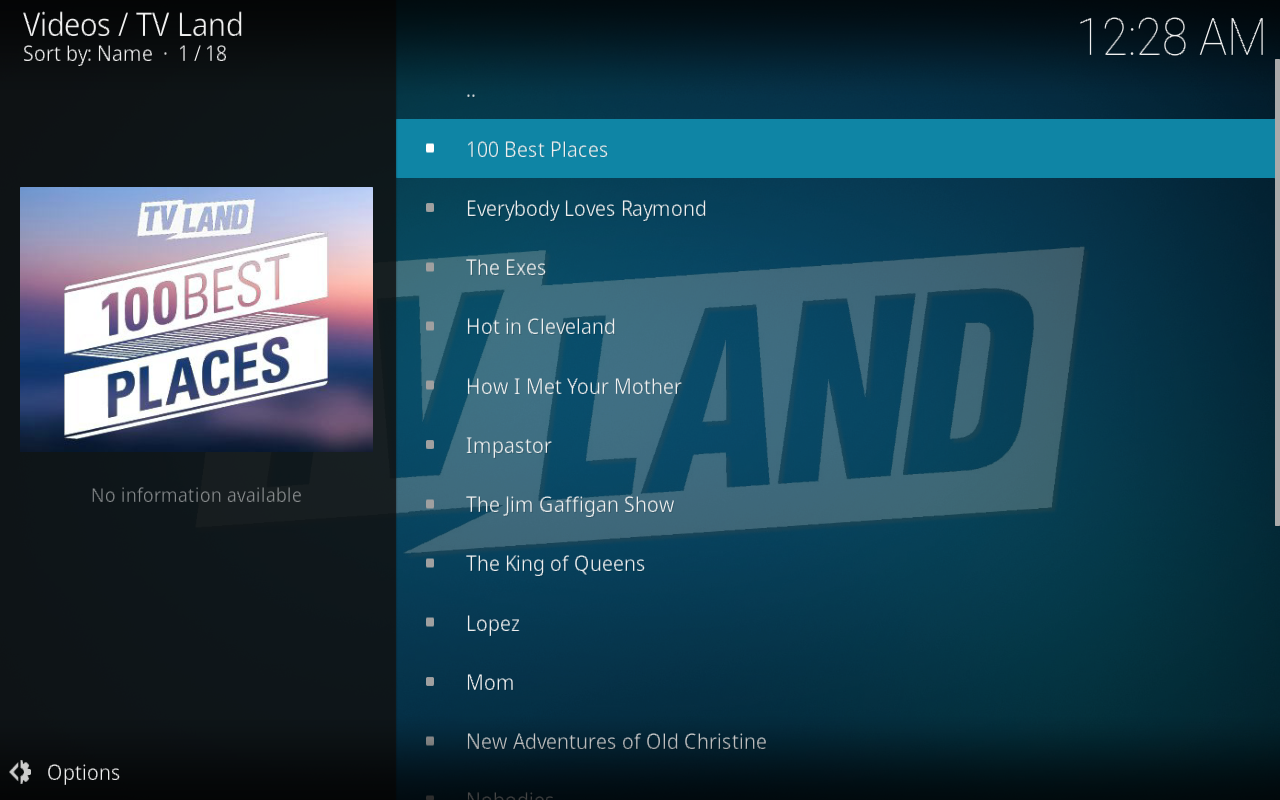 Videos / TV Land
Sort by: Name · 1 / 18
12:28 AM
..
100 Best Places
Everybody Loves Raymond
The Exes
Hot in Cleveland
How I Met Your Mother
Impastor
The Jim Gaffigan Show
The King of Queens
Lopez
Mom
New Adventures of Old Christine
Nobodies
TV LAND
100 BEST
PLACES
No information available
TV LAND
Options